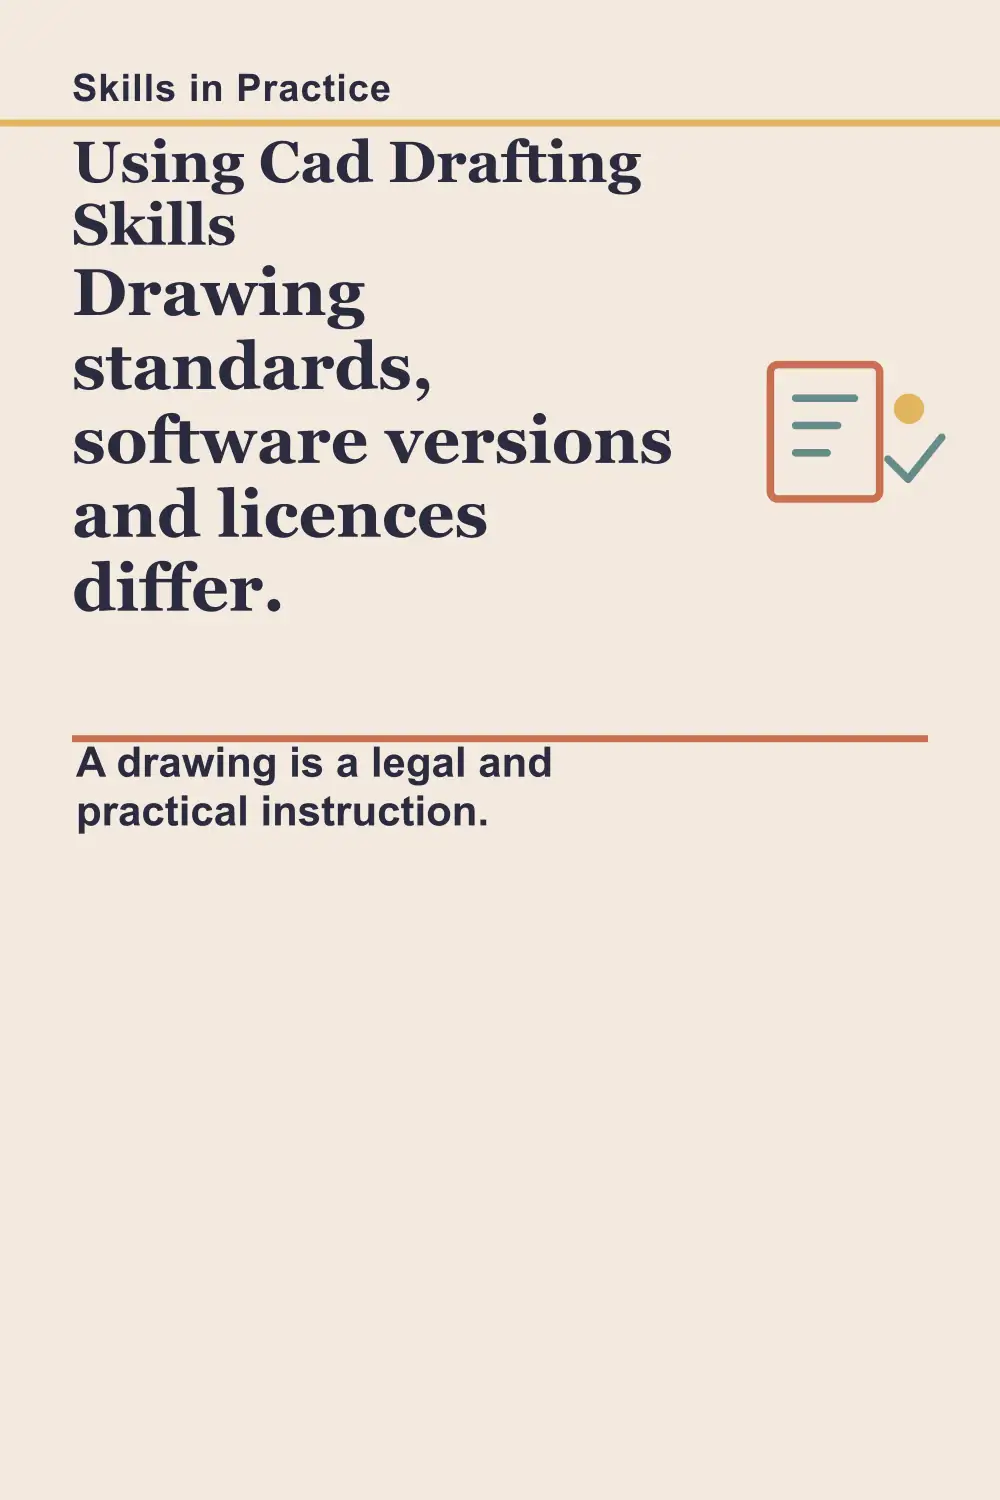 Skills in Practice
Using Cad Drafting
Skills
Drawing
standards,
software versions
and licences
differ.
A drawing is a legal and
practical instruction.